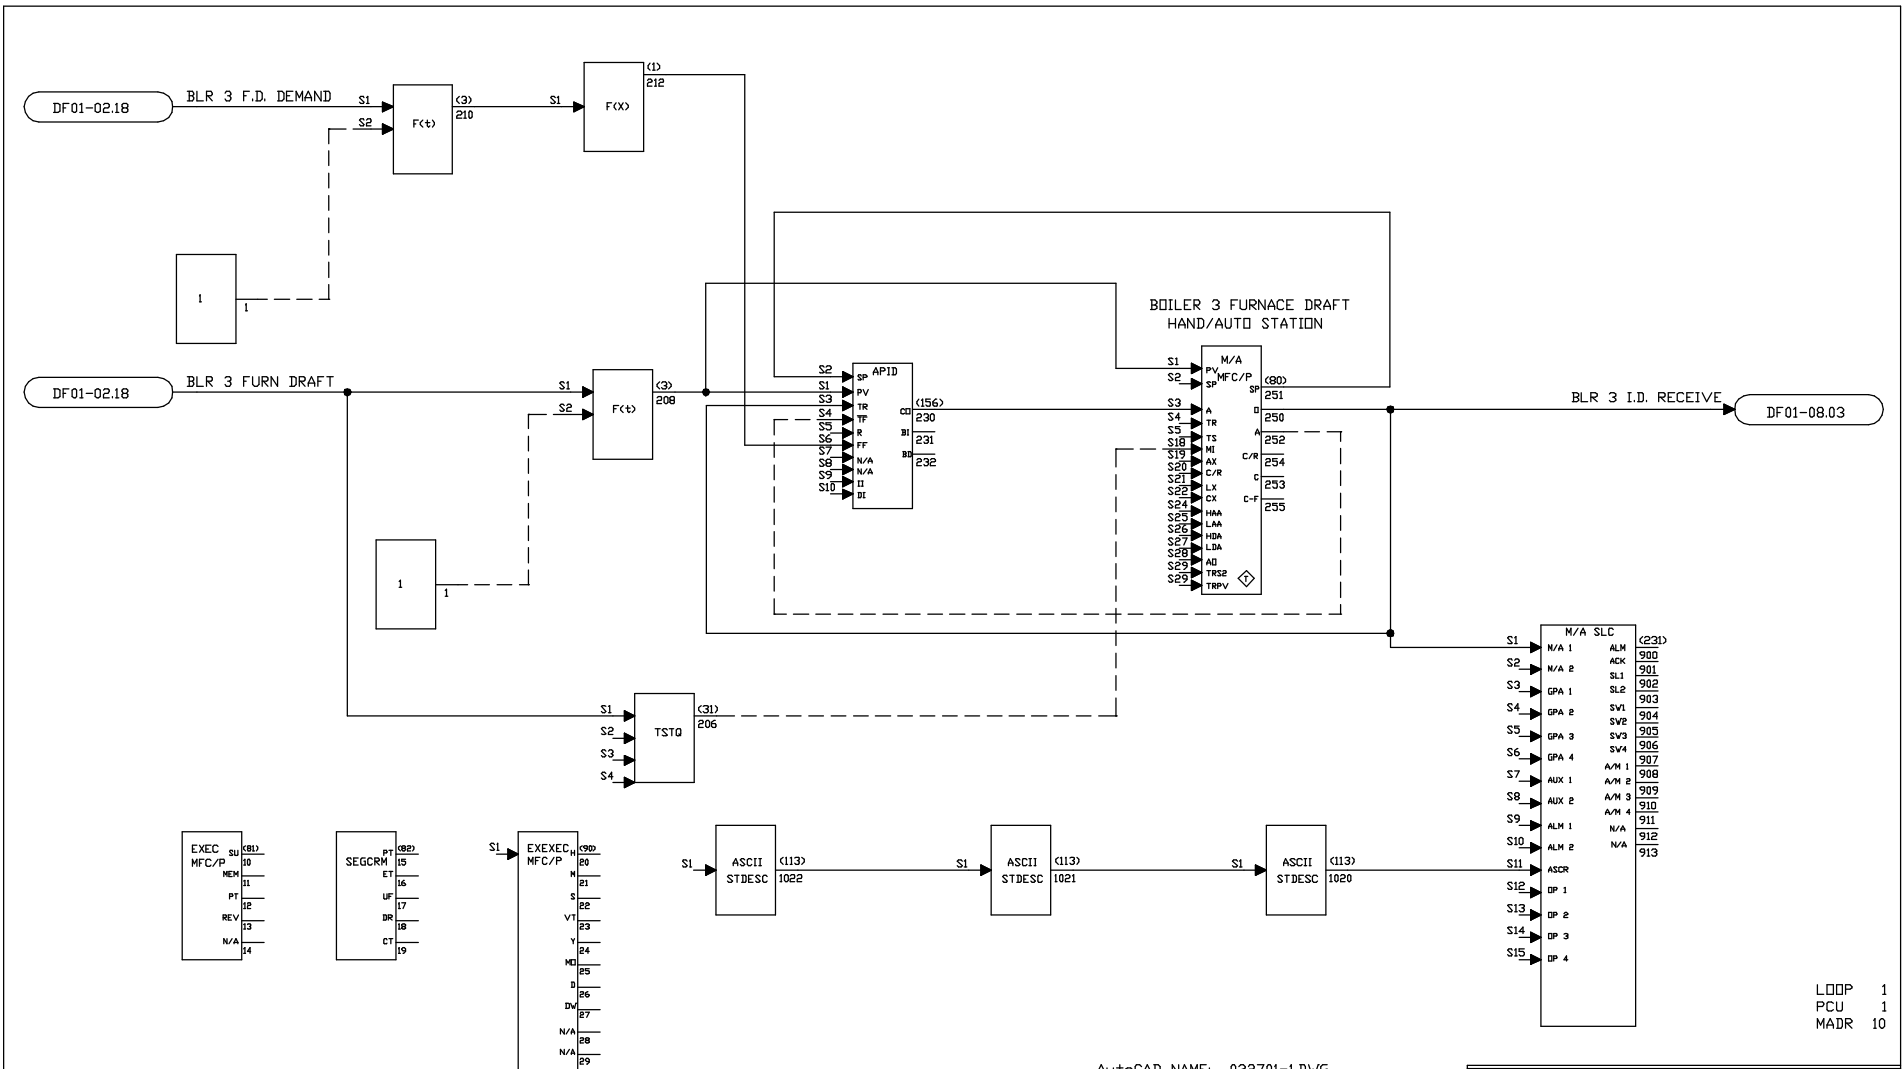 DF01-02.18
BLR 3 F.D. DEMAND
S1
S2
F(t)
(3)
210
S1
F(X)
(1)
212
1
1
DF01-02.18
BLR 3 FURN DRAFT
S1
S2
F(t)
(3)
208
1
1
S2
S1
S3
S4
S5
S6
S7
S8
S9
S10
APID
SP
PV
TR
TF
R
FF
N/A
N/A
II
DI
CO
BI
BD
(156)
230
231
232
BOILER 3 FURNACE DRAFT
HAND/AUTO STATION
S1
S2
S3
S4
S5
S18
S19
S20
S21
S22
S24
S25
S26
S27
S28
S29
S29
M/A
MFC/P
PV
SP
A
TR
TS
MI
AX
C/R
LX
CX
HAA
LAA
HDA
LDA
AO
TRS2
TRPV
T
SP
O
A
C/R
C
C-F
(80)
251
250
252
254
253
255
BLR 3 I.D. RECEIVE
DF01-08.03
S1
S2
S3
S4
TSTQ
(31)
206
M/A SLC
S1
S2
S3
S4
S5
S6
S7
S8
S9
S10
S11
S12
S13
S14
S15
N/A 1
N/A 2
GPA 1
GPA 2
GPA 3
GPA 4
AUX 1
AUX 2
ALM 1
ALM 2
ASCR
OP 1
OP 2
OP 3
OP 4
ALM
ACK
SL1
SL2
SW1
SW2
SW3
SW4
A/M 1
A/M 2
A/M 3
A/M 4
N/A
N/A
(231)
900
901
902
903
904
905
906
907
908
909
910
911
912
913
EXEC
MFC/P
SU
MEM
PT
REV
N/A
(81)
10
11
12
13
14
SEGCRM
PT
ET
UF
DR
CT
(82)
15
16
17
18
19
S1
EXEXEC
MFC/P
H
N
S
VT
Y
MO
D
DW
N/A
N/A
(90)
20
21
22
23
24
25
26
27
28
29
S1
ASCII
STDESC
(113)
1022
S1
ASCII
STDESC
(113)
1021
S1
ASCII
STDESC
(113)
1020
LOOP 1
PCU 1
MADR 10
AutoCAD NAME: